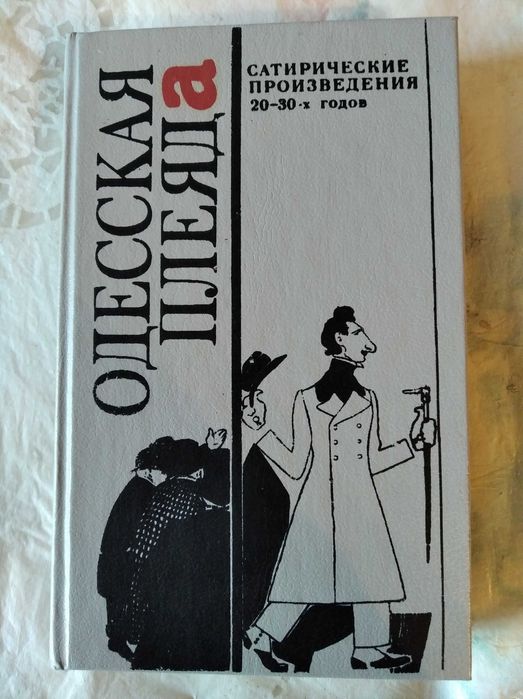 ОДЕССКАЯ
ПЛЕЯДа
САТИРИЧЕСКИЕ
ПРОИЗВЕДЕНИЯ
20-30-х ГОДОВ